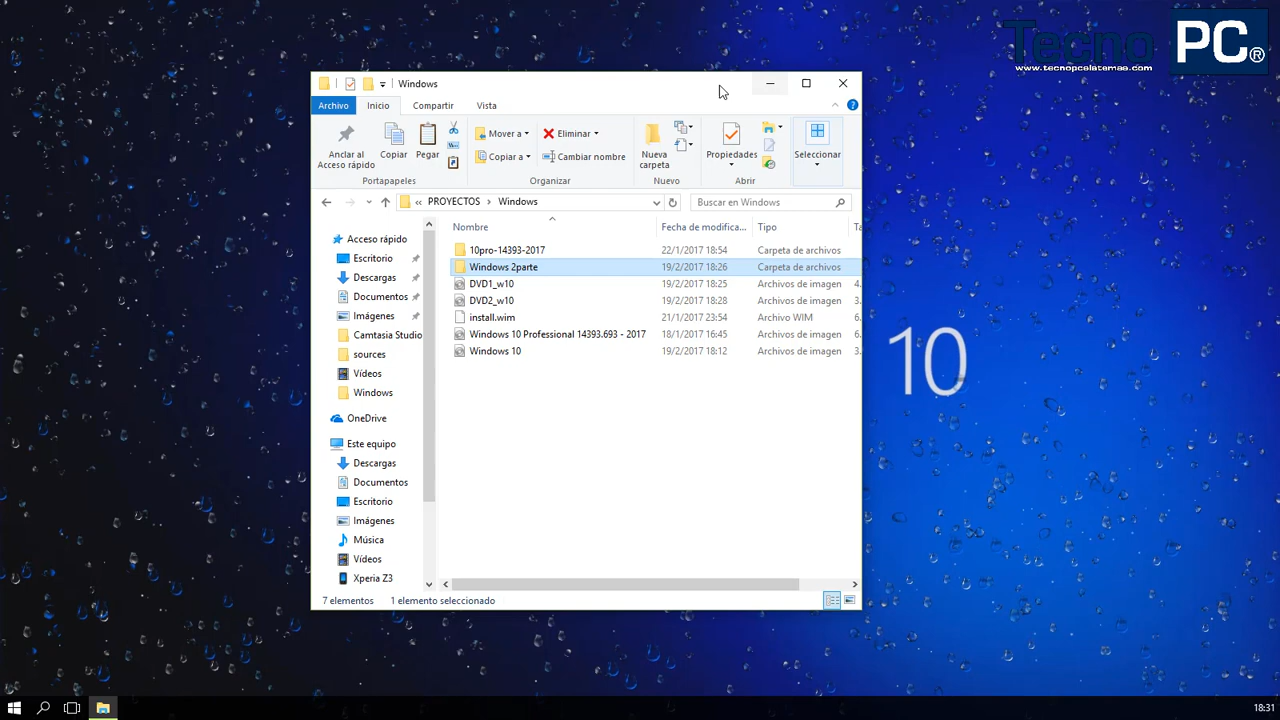 Tecno PC®
www.tecnopcelatemas.com
Windows
Archivo Inicio Compartir Vista
Anclar al Acceso rápido
Copiar
Pegar
Portapapeles
Mover a
Copiar a
Eliminar
Cambiar nombre
Organizar
Nueva carpeta
Nuevo
Propiedades
Abrir
Seleccionar
« PROYECTOS > Windows
Buscar en Windows
Nombre Fecha de modifica... Tipo Ta
10pro-14393-2017 22/1/2017 18:54 Carpeta de archivos
Windows 2parte 19/2/2017 18:26 Carpeta de archivos
DVD1_w10 19/2/2017 18:25 Archivos de imagen 4.
DVD2_w10 19/2/2017 18:28 Archivos de imagen 3.
install.wim 21/1/2017 23:54 Archivo WIM 6.
Windows 10 Professional 14393.693 - 2017 18/1/2017 16:45 Archivos de imagen 6.
Windows 10 19/2/2017 18:12 Archivos de imagen 3.
Acceso rápido
Escritorio
Descargas
Documentos
Imágenes
Camtasia Studio
sources
Vídeos
Windows
OneDrive
Este equipo
Descargas
Documentos
Escritorio
Imágenes
Música
Vídeos
Xperia Z3
7 elementos 1 elemento seleccionado
10
18:31